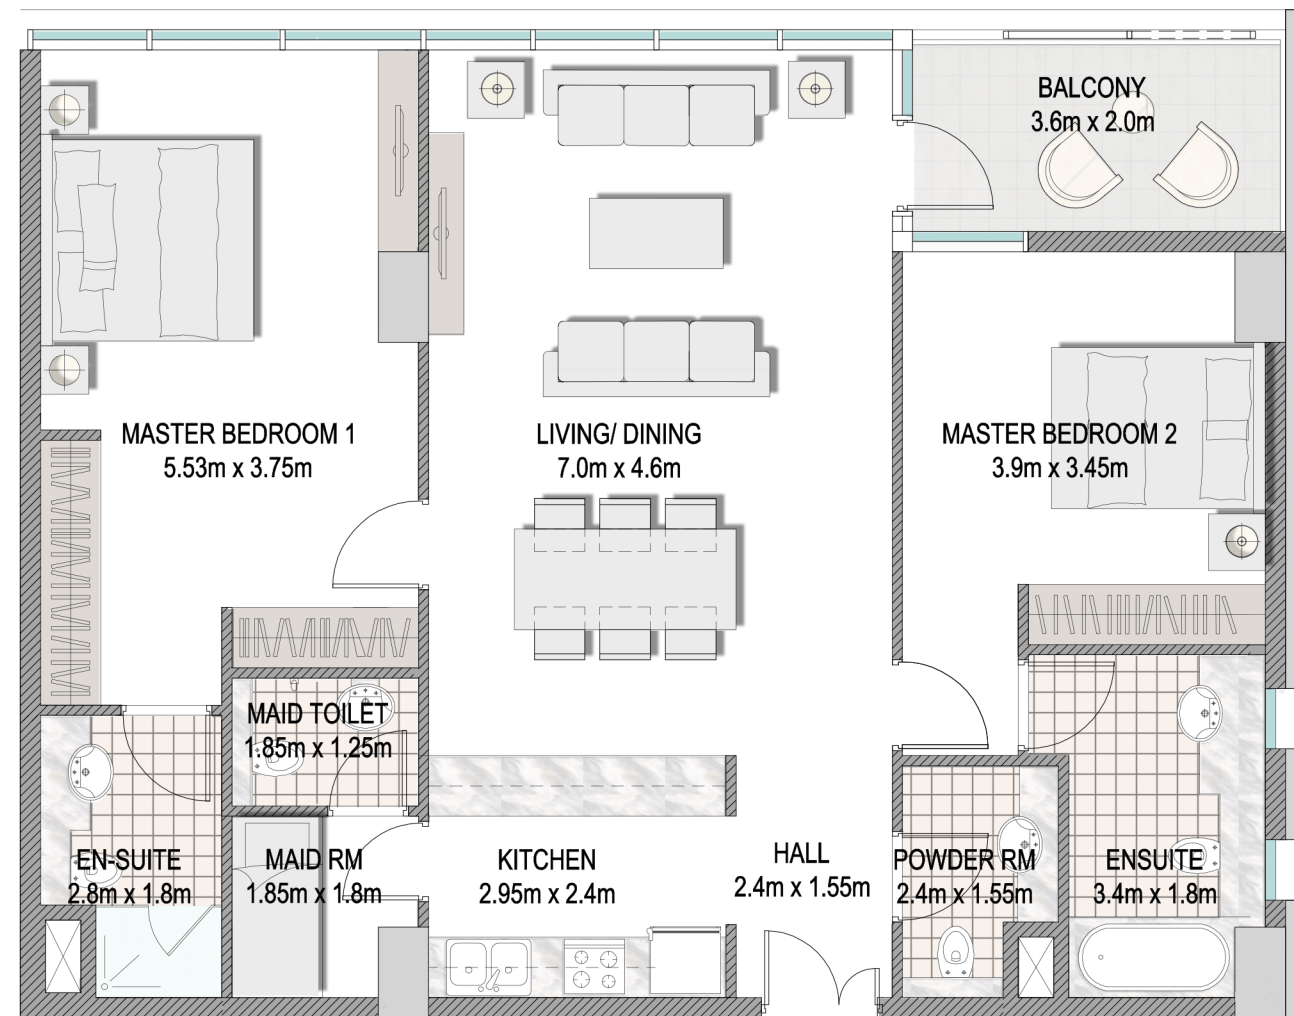 BALCONY
3.6m x 2.0m
MASTER BEDROOM 1
5.53m x 3.75m
LIVING/ DINING
7.0m x 4.6m
MASTER BEDROOM 2
3.9m x 3.45m
MAID TOILET
1.85m x 1.25m
EN-SUITE
2.8m x 1.8m
MAID RM
1.85m x 1.8m
KITCHEN
2.95m x 2.4m
HALL
2.4m x 1.55m
POWDER RM
2.4m x 1.55m
ENSUITE
3.4m x 1.8m